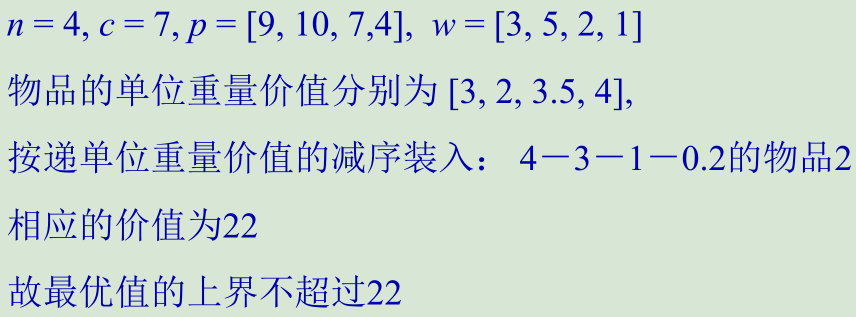 n = 4, c = 7, p = [9, 10, 7,4], w = [3, 5, 2, 1]
物品的单位重量价值分别为 [3, 2, 3.5, 4],
按递单位重量价值的减序装入： 4－3－1－0.2的物品2
相应的价值为22
故最优值的上界不超过22